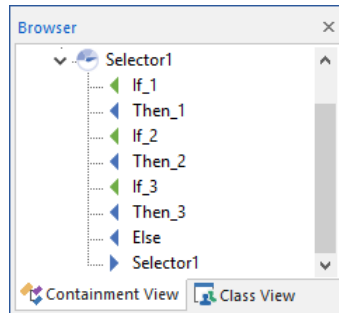 Browser
Selector1
If_1
Then_1
If_2
Then_2
If_3
Then_3
Else
Selector1
Containment View Class View